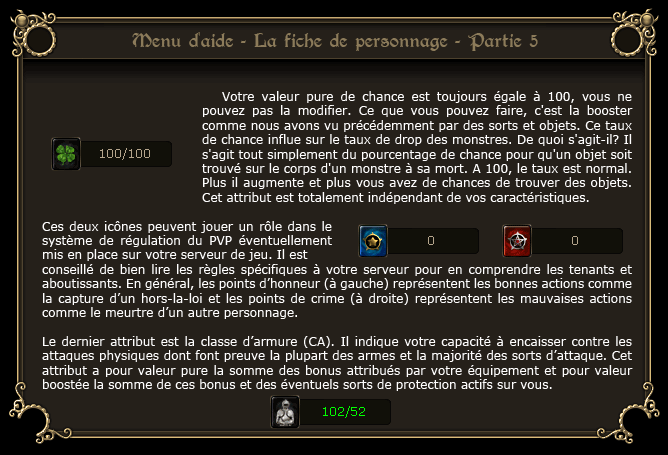 Menu d'aide - La fiche de personnage - Partie 5
Votre valeur pure de chance est toujours égale à 100, vous ne
pouvez pas la modifier. Ce que vous pouvez faire, c'est la booster
comme nous avons vu précédemment par des sorts et objets. Ce taux
de chance influe sur le taux de drop des monstres. De quoi s'agit-il? Il
s'agit tout simplement du pourcentage de chance pour qu'un objet soit
trouvé sur le corps d'un monstre à sa mort. A 100, le taux est normal.
Plus il augmente et plus vous avez de chances de trouver des objets.
Cet attribut est totalement indépendant de vos caractéristiques.
100/100
Ces deux icônes peuvent jouer un rôle dans le
système de régulation du PVP éventuellement
mis en place sur votre serveur de jeu. Il est
0
0
conseillé de bien lire les règles spécifiques à votre serveur pour en comprendre les tenants et
aboutissants. En général, les points d’honneur (à gauche) représentent les bonnes actions comme
la capture d’un hors-la-loi et les points de crime (à droite) représentent les mauvaises actions
comme le meurtre d’un autre personnage.
Le dernier attribut est la classe d’armure (CA). Il indique votre capacité à encaisser contre les
attaques physiques dont font preuve la plupart des armes et la majorité des sorts d’attaque. Cet
attribut a pour valeur pure la somme des bonus attribués par votre équipement et pour valeur
boostée la somme de ces bonus et des éventuels sorts de protection actifs sur vous.
102/52